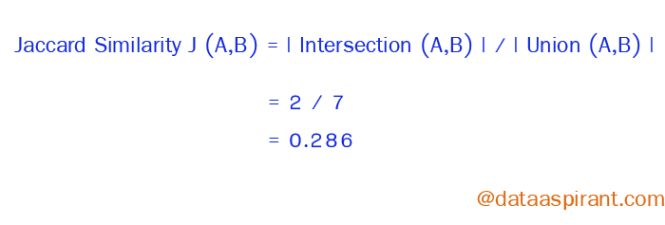 Jaccard Similarity J (A,B) = | Intersection (A,B) | / | Union (A,B) |
= 2 / 7
= 0.286
@dataaspirant.com